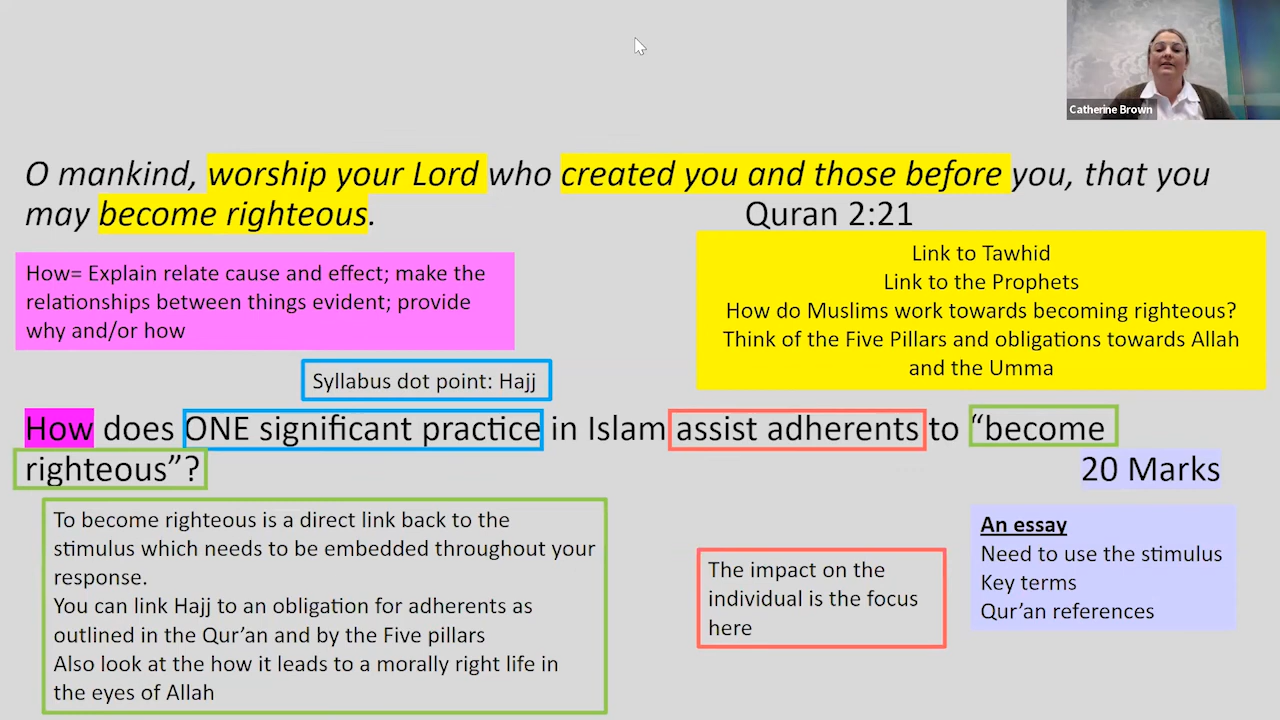 Catherine Brown
O mankind, worship your Lord who created you and those before you, that you
may become righteous.
Quran 2:21
How= Explain relate cause and effect; make the
relationships between things evident; provide
why and/or how
Link to Tawhid
Link to the Prophets
How do Muslims work towards becoming righteous?
Think of the Five Pillars and obligations towards Allah
and the Umma
Syllabus dot point: Hajj
How does ONE significant practice in Islam assist adherents to “become
righteous”?
20 Marks
To become righteous is a direct link back to the
stimulus which needs to be embedded throughout your
response.
You can link Hajj to an obligation for adherents as
outlined in the Qur’an and by the Five pillars
Also look at the how it leads to a morally right life in
the eyes of Allah
The impact on the
individual is the focus
here
An essay
Need to use the stimulus
Key terms
Qur’an references